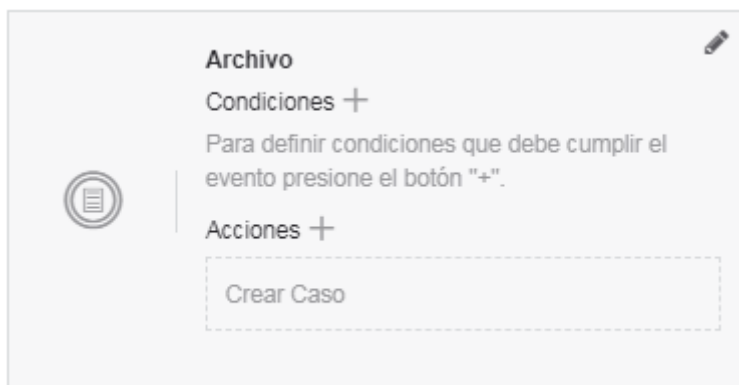 Archivo
Condiciones +
Para definir condiciones que debe cumplir el
evento presione el botón "+".
Acciones +
Crear Caso